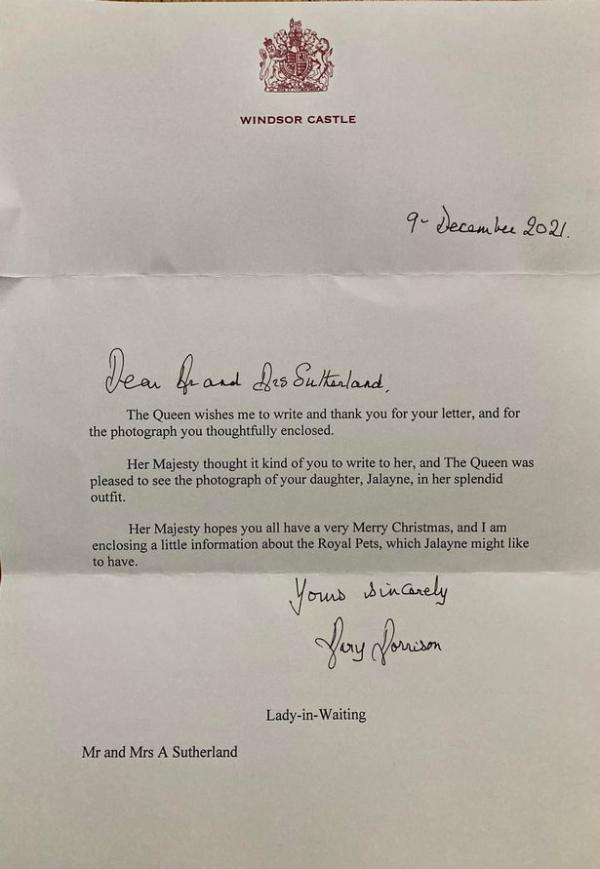 WINDSOR CASTLE
9- December 2021.
Dear Mr and Mrs Sutherland,
The Queen wishes me to write and thank you for your letter, and for
the photograph you thoughtfully enclosed.
Her Majesty thought it kind of you to write to her, and The Queen was
pleased to see the photograph of your daughter, Jalayne, in her splendid
outfit.
Her Majesty hopes you all have a very Merry Christmas, and I am
enclosing a little information about the Royal Pets, which Jalayne might like
to have.
Yours sincerely
Mary Morrison
Lady-in-Waiting
Mr and Mrs A Sutherland